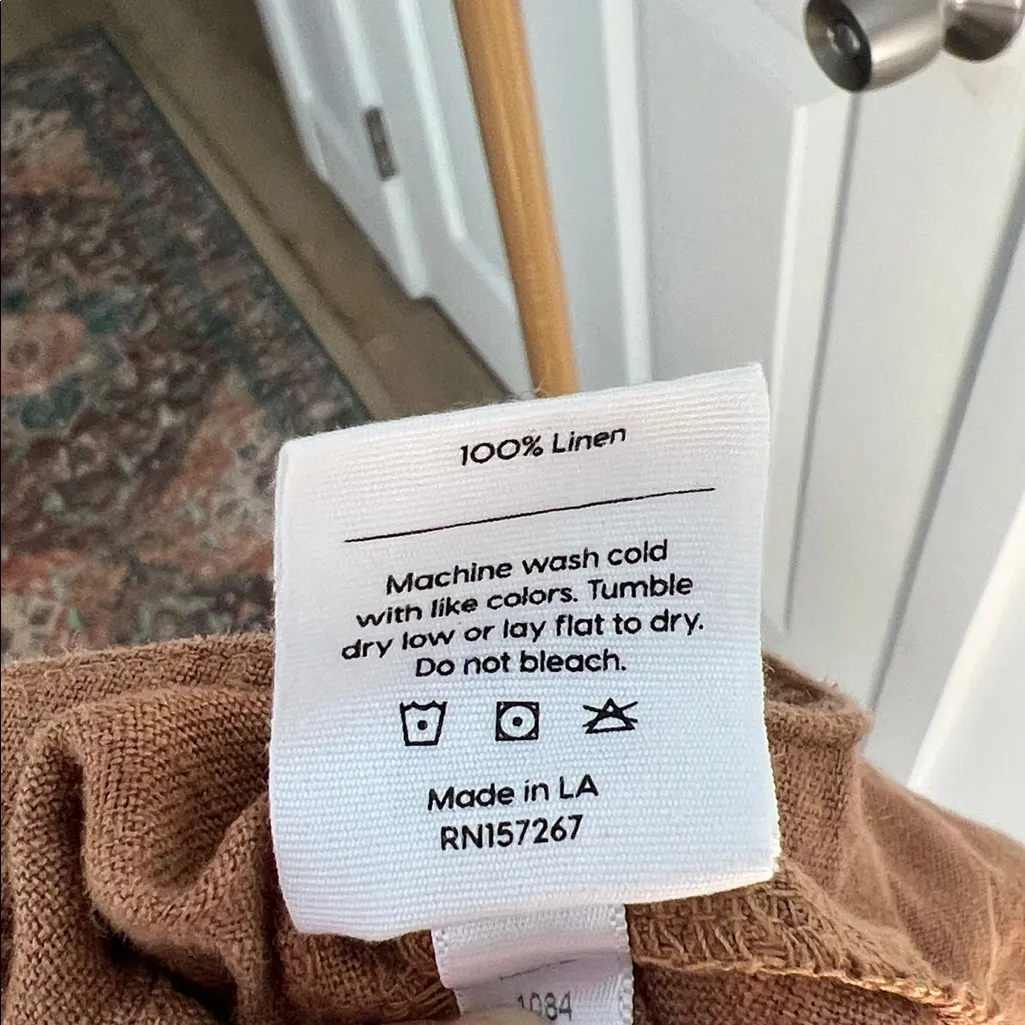 100% Linen
Machine wash cold
with like colors. Tumble
dry low or lay flat to dry.
Do not bleach.
Made in LA
RN157267
1084